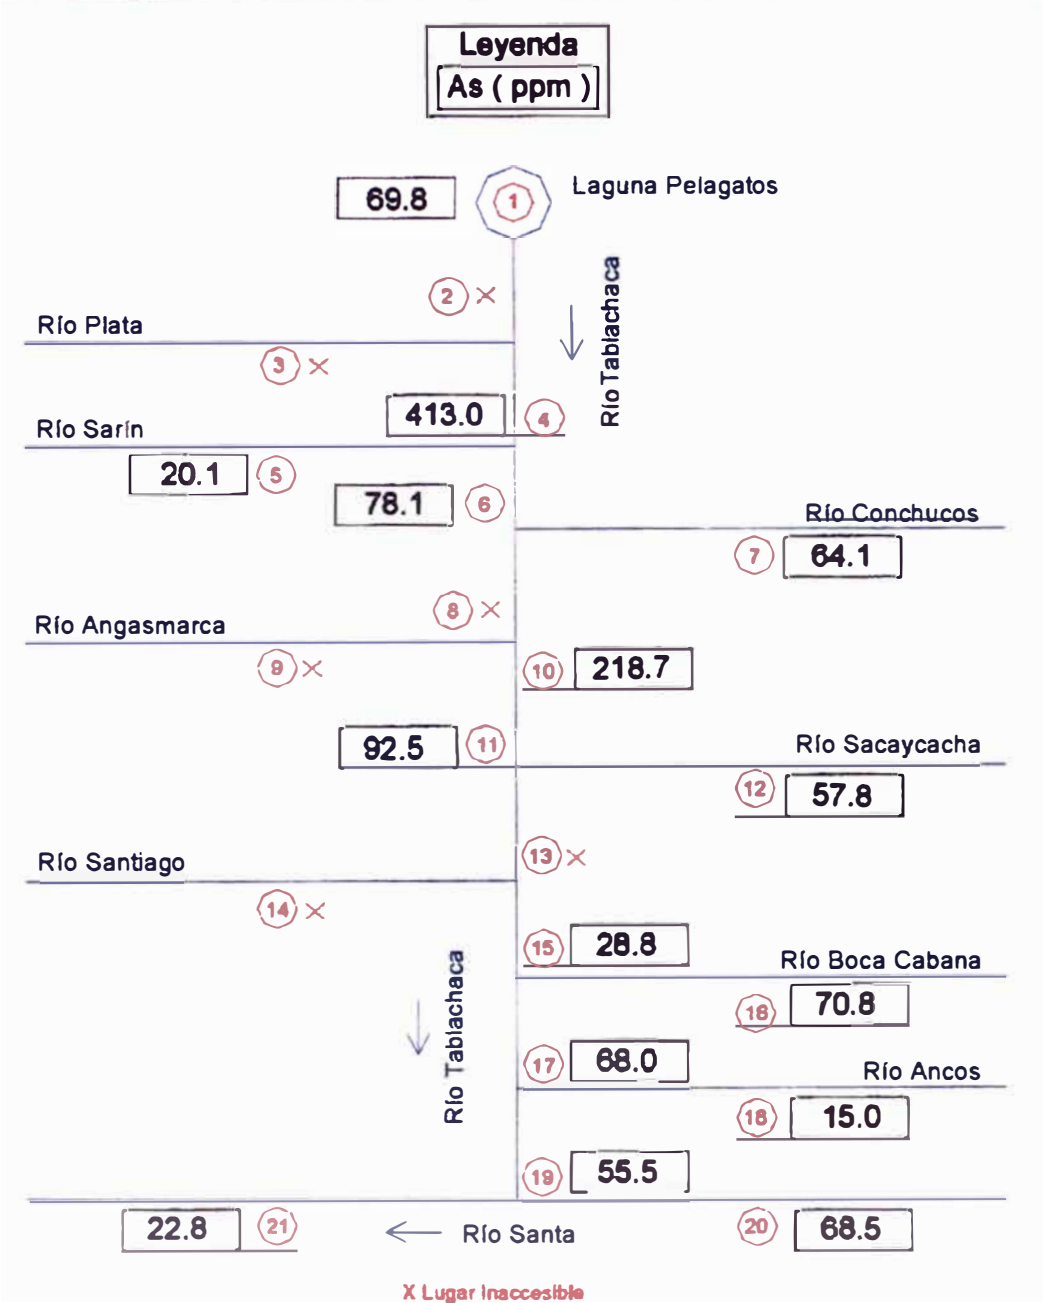 Leyenda
As ( ppm )
69.8
1
Laguna Pelagatos
2 X
Río Tablachaca
Río Plata
3 X
413.0
4
Río Sarín
20.1
5
78.1
6
Río Conchucos
7
64.1
8 X
Río Angasmarca
9 X
10
218.7
92.5
11
Río Sacaycacha
12
57.8
13 X
Río Santiago
14 X
15
28.8
Río Boca Cabana
16
70.8
Río Tablachaca
17
68.0
Río Ancos
18
15.0
19
55.5
22.8
21
Río Santa
20
68.5
X Lugar Inaccesible